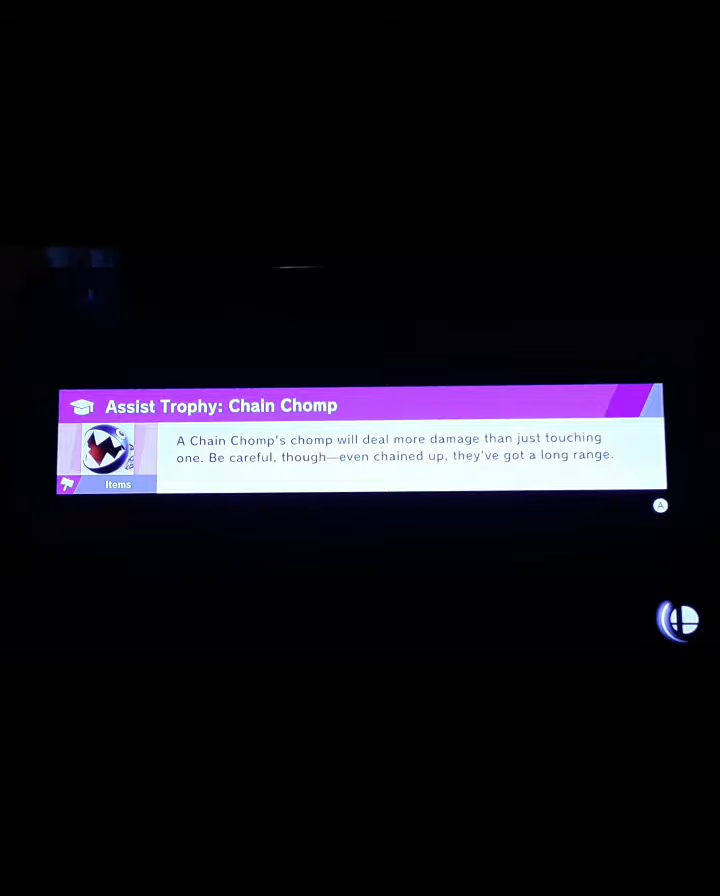 Assist Trophy: Chain Chomp
A Chain Chomp's chomp will deal more damage than just touching
one. Be careful, though—even chained up, they've got a long range.
Items
A